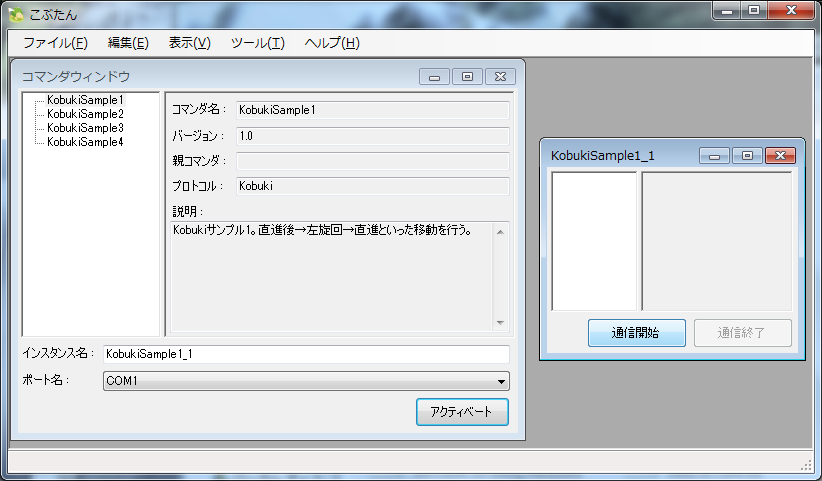 こぶたん
ファイル(F) 編集(E) 表示(V) ツール(T) ヘルプ(H)
コマンダウィンドウ
KobukiSample1
KobukiSample2
KobukiSample3
KobukiSample4
コマンダ名： KobukiSample1
バージョン： 1.0
親コマンダ：
プロトコル： Kobuki
説明：
Kobukiサンプル1。直進後→左旋回→直進といった移動を行う。
インスタンス名： KobukiSample1_1
ポート名： COM1
アクティベート
KobukiSample1_1
通信開始 通信終了